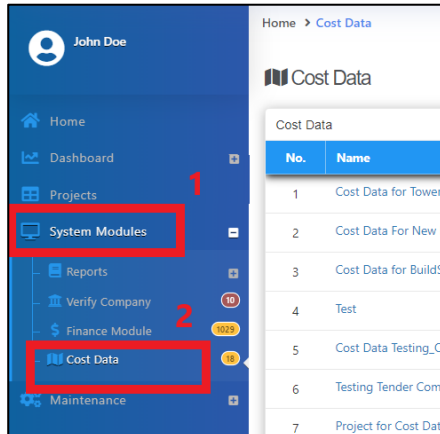 John Doe
Home > Cost Data
Cost Data
Home
Dashboard
Projects
1
System Modules
Reports
Verify Company 10
2
Finance Module 1029
Cost Data 18
Maintenance
Cost Data
No. Name
1 Cost Data for Tower
2 Cost Data For New
3 Cost Data for Build
4 Test
5 Cost Data Testing_
6 Testing Tender Com
7 Project for Cost Dat